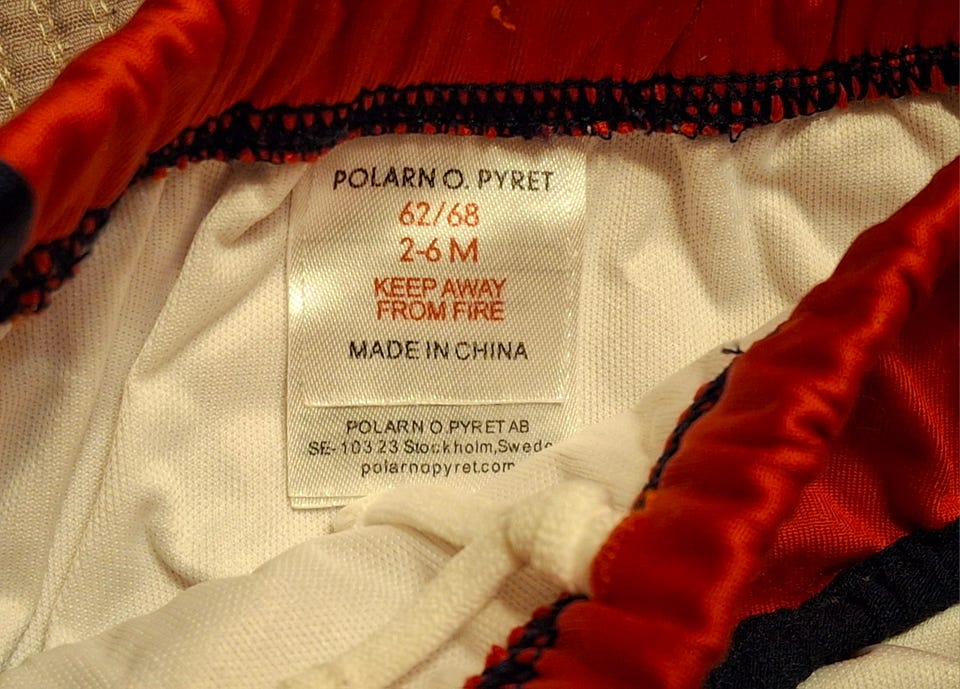 POLARN O. PYRET
62/68
2-6 M
KEEP AWAY
FROM FIRE
MADE IN CHINA
POLARN O.PYRET AB
SE-103 23 Stockholm,Swede
polarnopyret.com